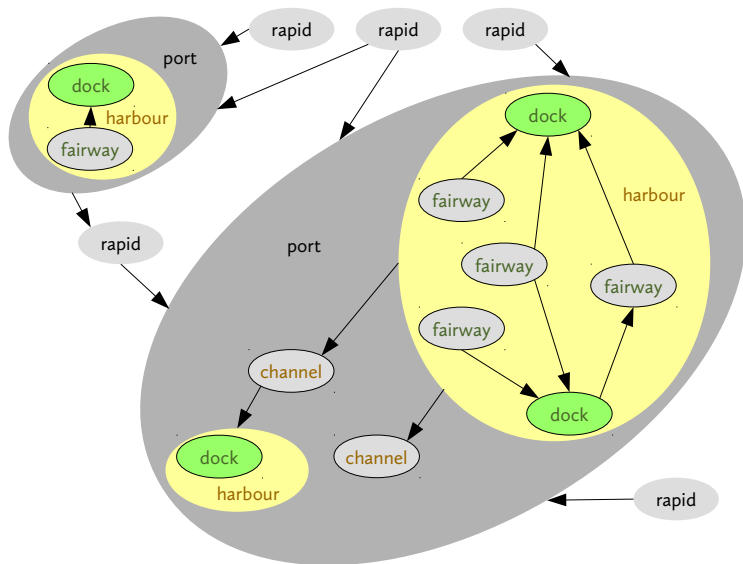 rapid
rapid
rapid
port
dock
harbour
fairway
dock
fairway
harbour
rapid
port
fairway
fairway
fairway
channel
dock
dock
channel
harbour
rapid